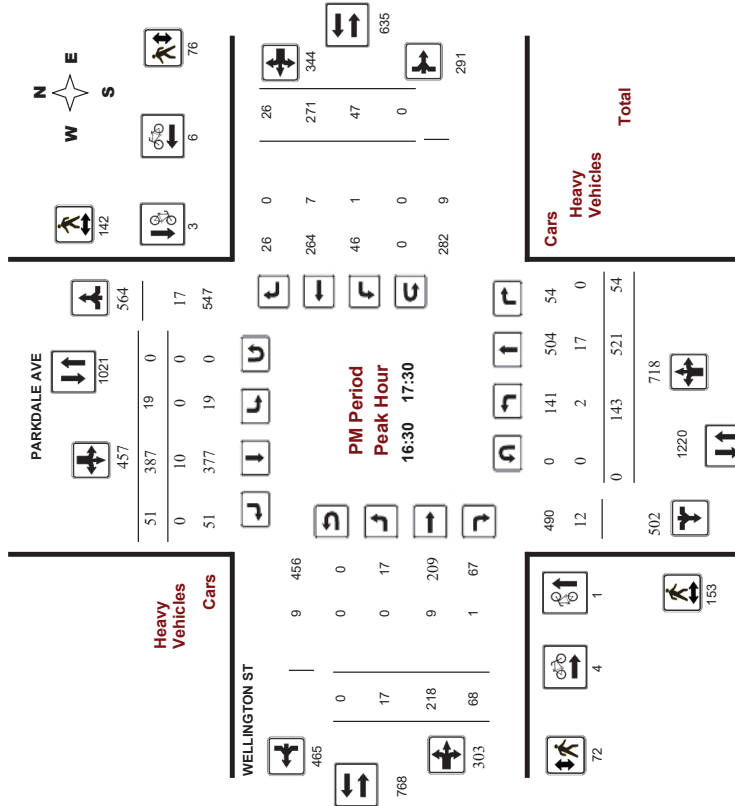 N
W E
S
76
142
6
3
PARKDALE AVE
1021
457
564
51 387 19 0
0 10 0 0 17
51 377 19 0 547
Heavy
Vehicles
Cars
635
344
291
26 0 26
264 7 271
46 1 47
0 0 0
282 9
PM Period
Peak Hour
16:30 17:30
WELLINGTON ST
465
768
303
9 456
0 0 0
17 0 17
218 9 209
68 1 67
Cars
Heavy
Vehicles
Total
490 0 141 504 54
12 0 2 17 0
0 143 521 54
502
1220
718
72
4
1
153